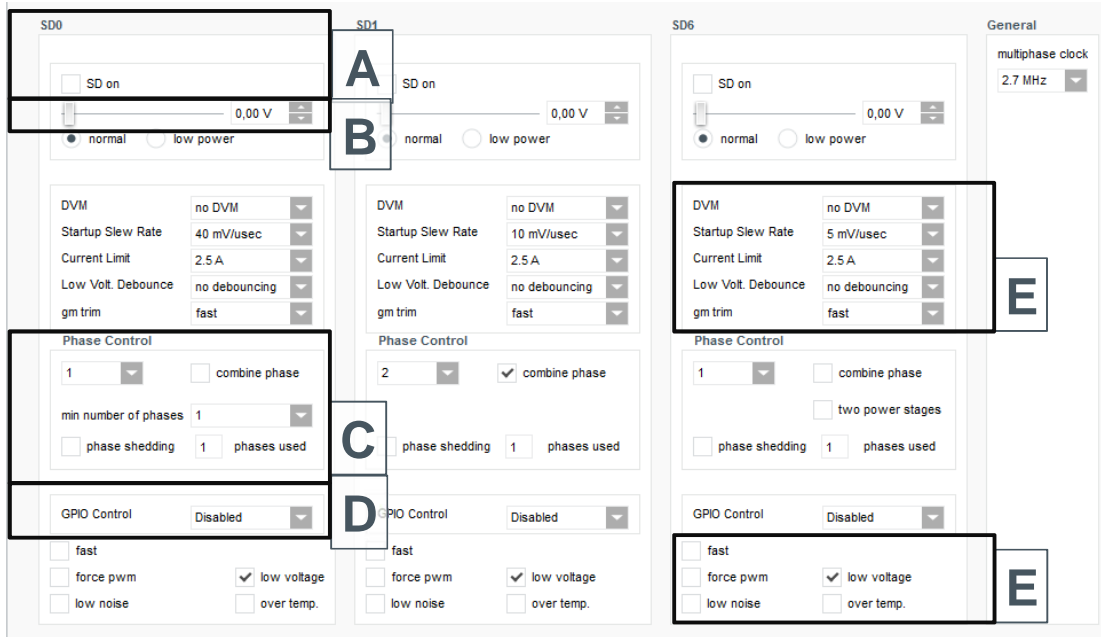 SD0
SD on
0,00 V
normal low power
DVM no DVM
Startup Slew Rate 40 mV/usec
Current Limit 2.5 A
Low Volt. Debounce no debouncing
gm trim fast
Phase Control
1 combine phase
min number of phases 1
phase shedding 1 phases used
GPIO Control Disabled
fast
force pwm low voltage
low noise over temp.
A
B
C
D
SD1
SD on
0,00 V
normal low power
DVM no DVM
Startup Slew Rate 10 mV/usec
Current Limit 2.5 A
Low Volt. Debounce no debouncing
gm trim fast
Phase Control
2 combine phase
phase shedding 1 phases used
GPIO Control Disabled
fast
force pwm low voltage
low noise over temp.
SD6
SD on
0,00 V
normal low power
DVM no DVM
Startup Slew Rate 5 mV/usec
Current Limit 2.5 A
Low Volt. Debounce no debouncing
gm trim fast
Phase Control
1 combine phase
two power stages
phase shedding 1 phases used
GPIO Control Disabled
fast
force pwm low voltage
low noise over temp.
E
E
General
multiphase clock
2.7 MHz